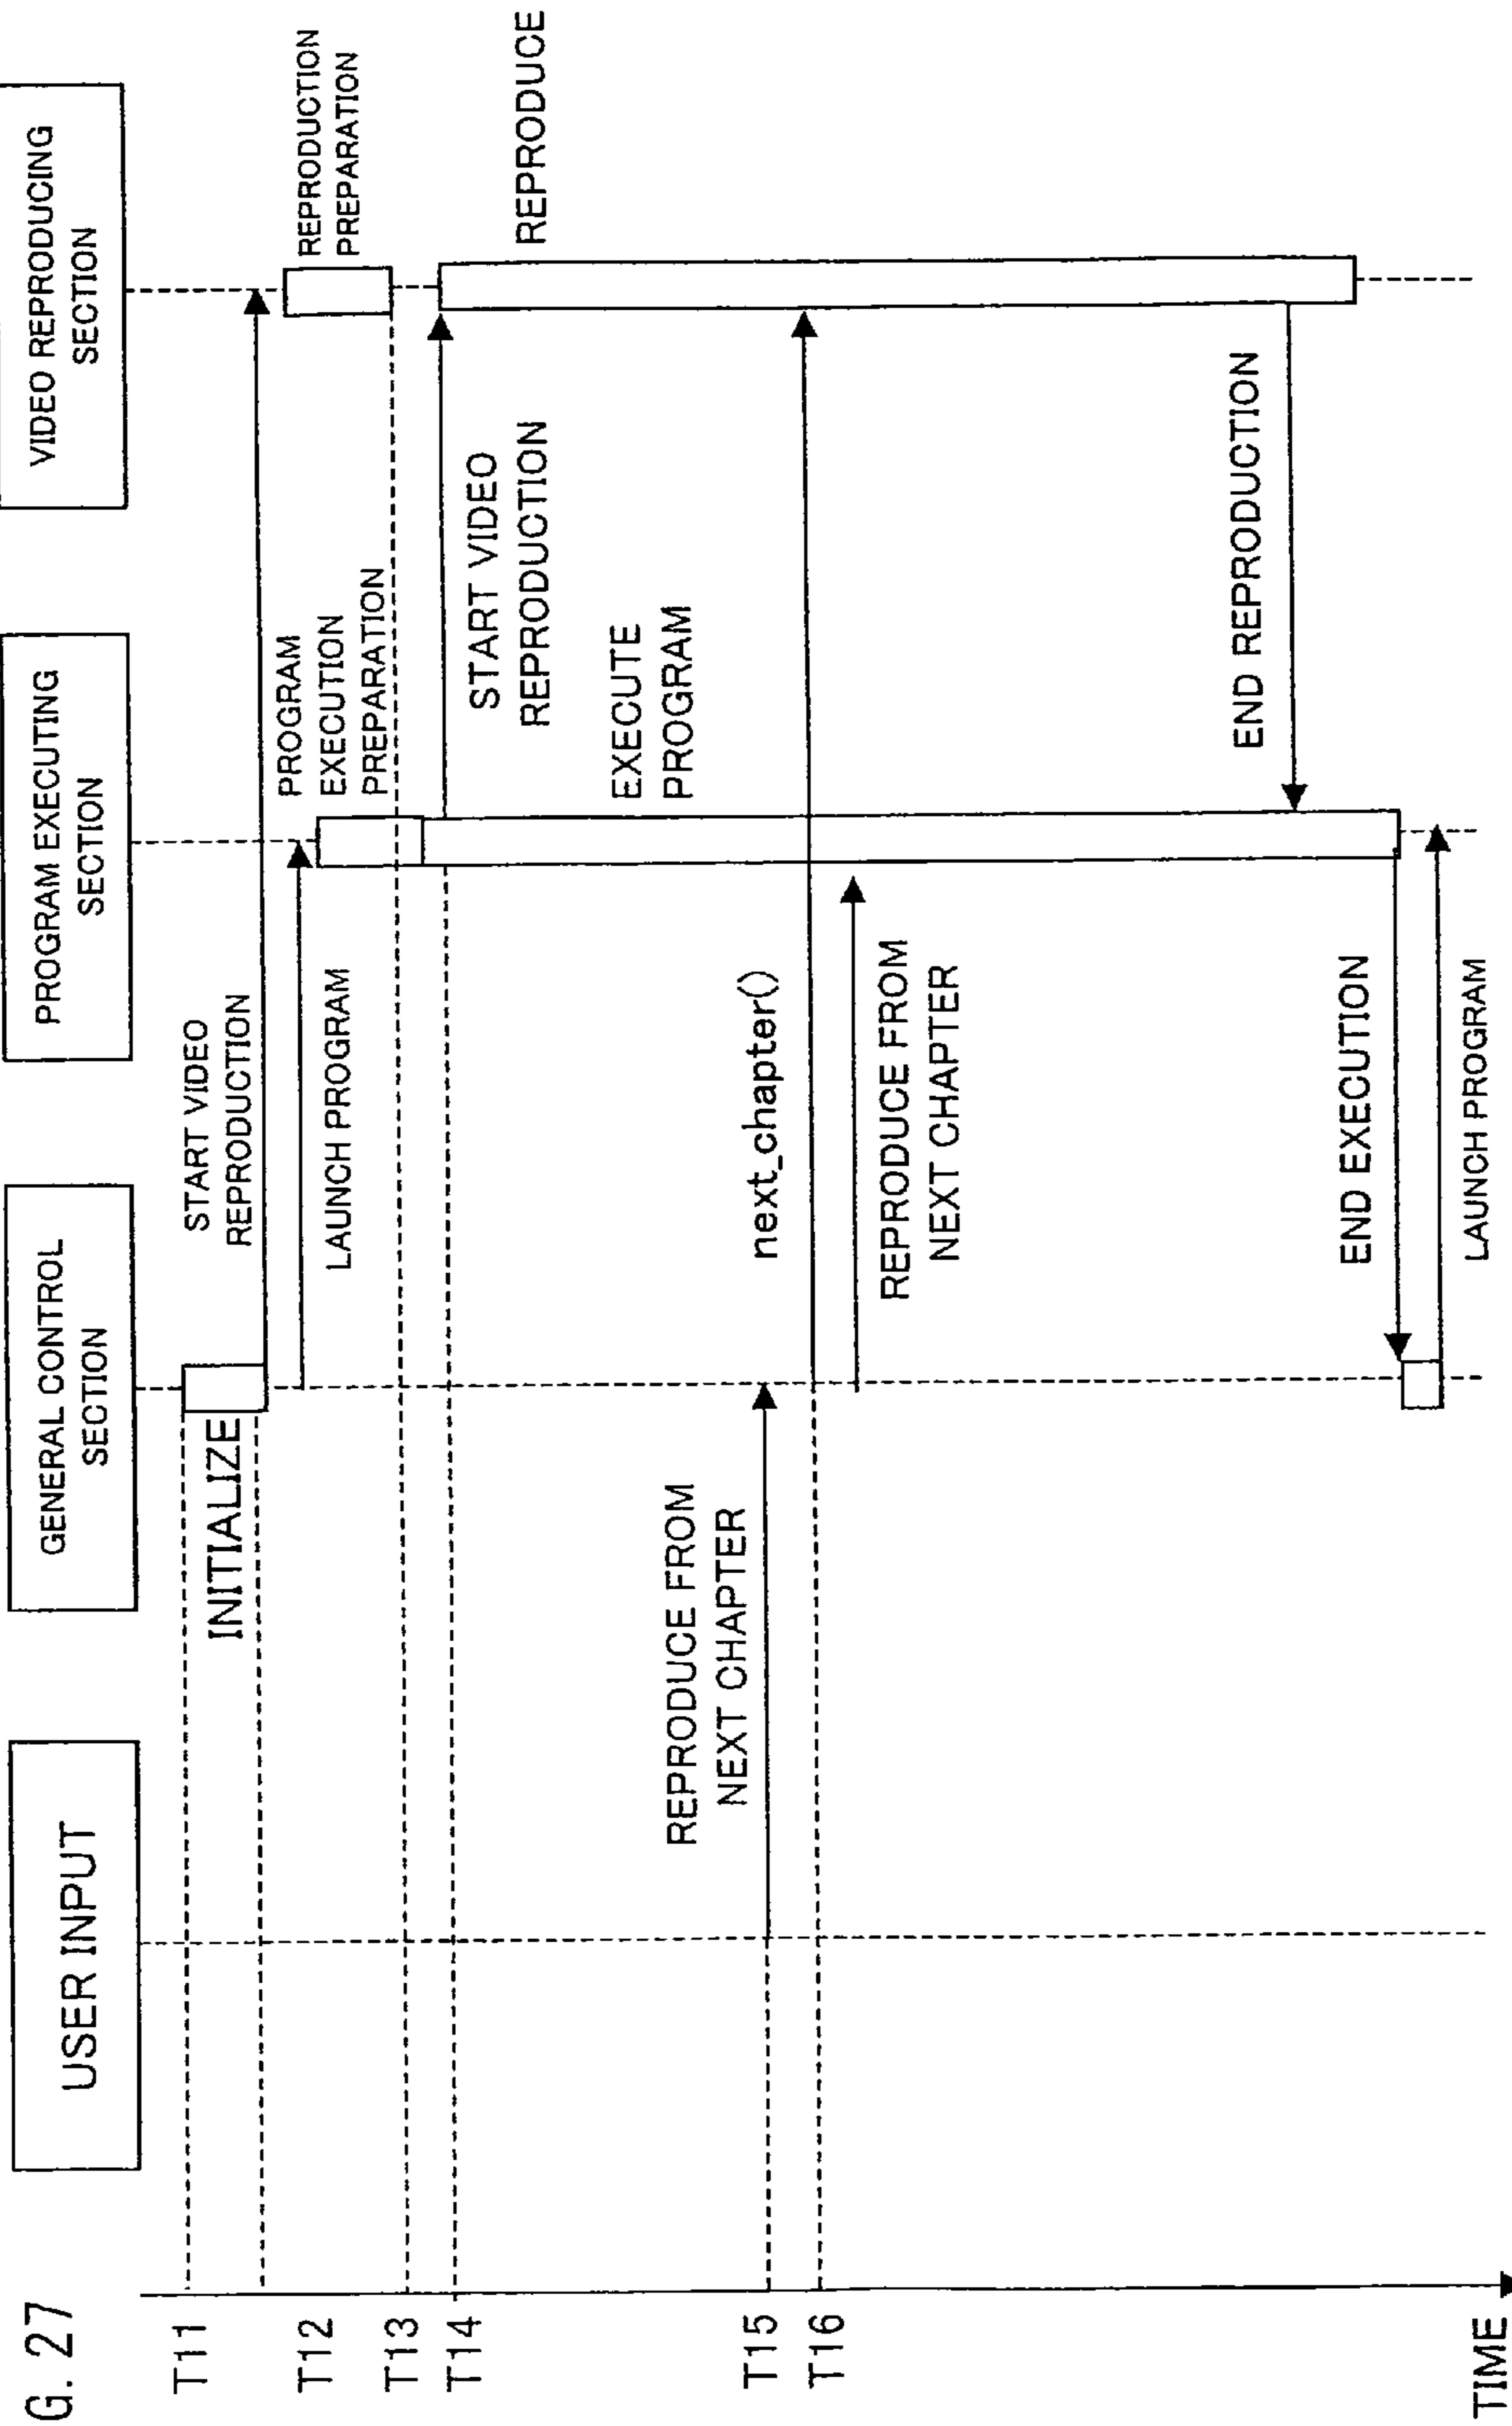 G. 27
USER INPUT
GENERAL CONTROL
SECTION
PROGRAM EXECUTING
SECTION
VIDEO REPRODUCING
SECTION
T11
INITIALIZE
START VIDEO
REPRODUCTION
T12
LAUNCH PROGRAM
PROGRAM
EXECUTION
PREPARATION
REPRODUCTION
PREPARATION
T13
T14
START VIDEO
REPRODUCTION
REPRODUCE
EXECUTE
PROGRAM
REPRODUCE FROM
NEXT CHAPTER
T15
next_chapter()
T16
REPRODUCE FROM
NEXT CHAPTER
END REPRODUCTION
END EXECUTION
LAUNCH PROGRAM
TIME